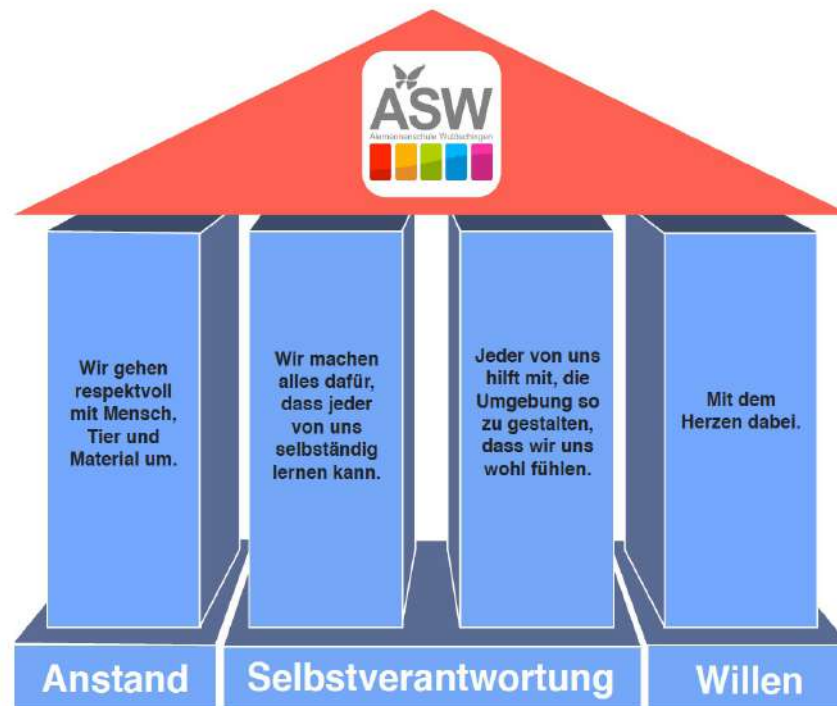 ASW
Alemannenschule Wutöschingen
Wir gehen
respektvoll
mit Mensch,
Tier und
Material um.
Wir machen
alles dafür,
dass jeder
von uns
selbständig
lernen kann.
Jeder von uns
hilft mit, die
Umgebung so
zu gestalten,
dass wir uns
wohl fühlen.
Mit dem
Herzen dabei.
Anstand
Selbstverantwortung
Willen